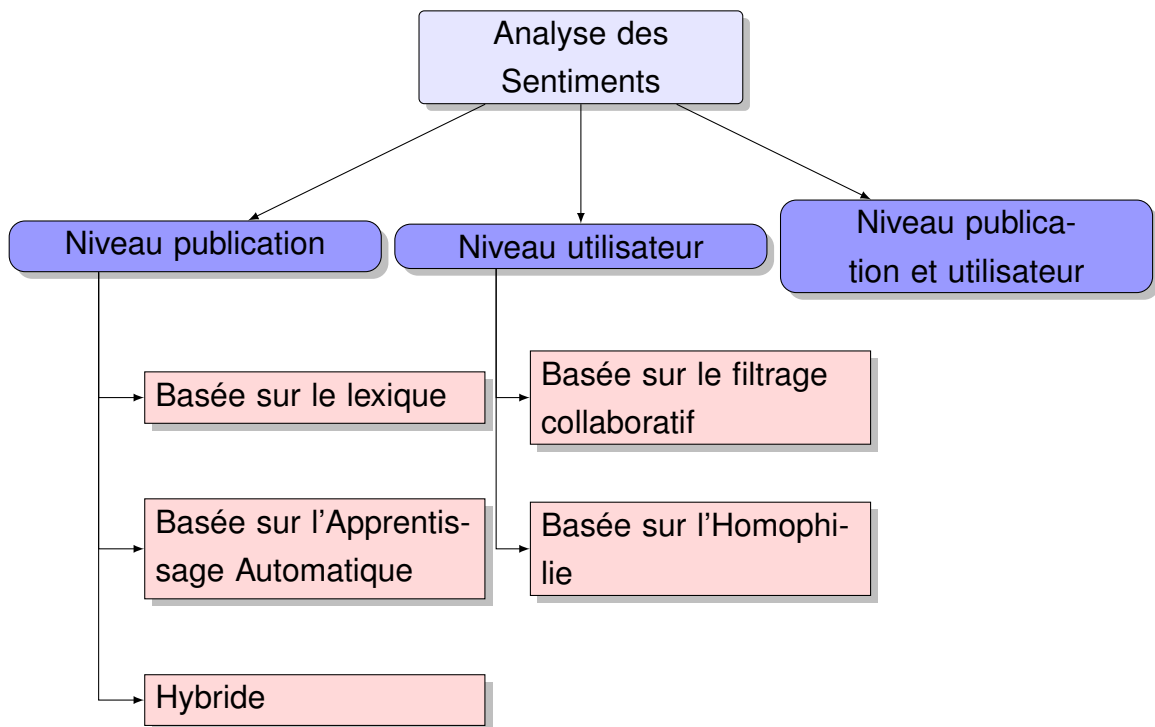 Analyse des
Sentiments
Niveau publication
Niveau utilisateur
Niveau publica-
tion et utilisateur
Basée sur le lexique
Basée sur l'Apprentis-
sage Automatique
Hybride
Basée sur le filtrage
collaboratif
Basée sur l'Homophi-
lie